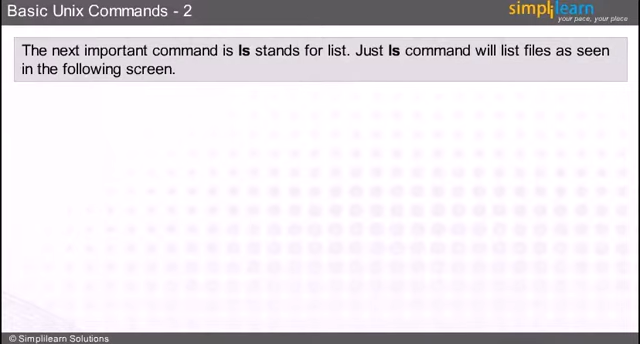 Basic Unix Commands - 2
simplilearn
your pace, your place
The next important command is ls stands for list. Just ls command will list files as seen
in the following screen.
© Simplilearn Solutions